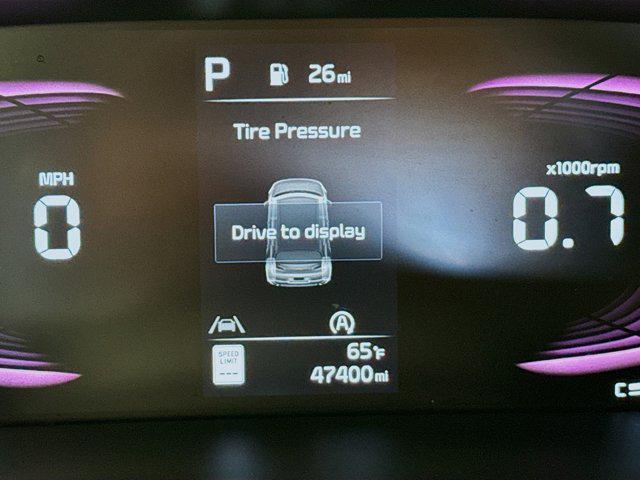 P 26 mi
Tire Pressure
MPH
x1000rpm
0
0.7
Drive to display
A
SPEED
LIMIT
---
65°F
47400 mi
C